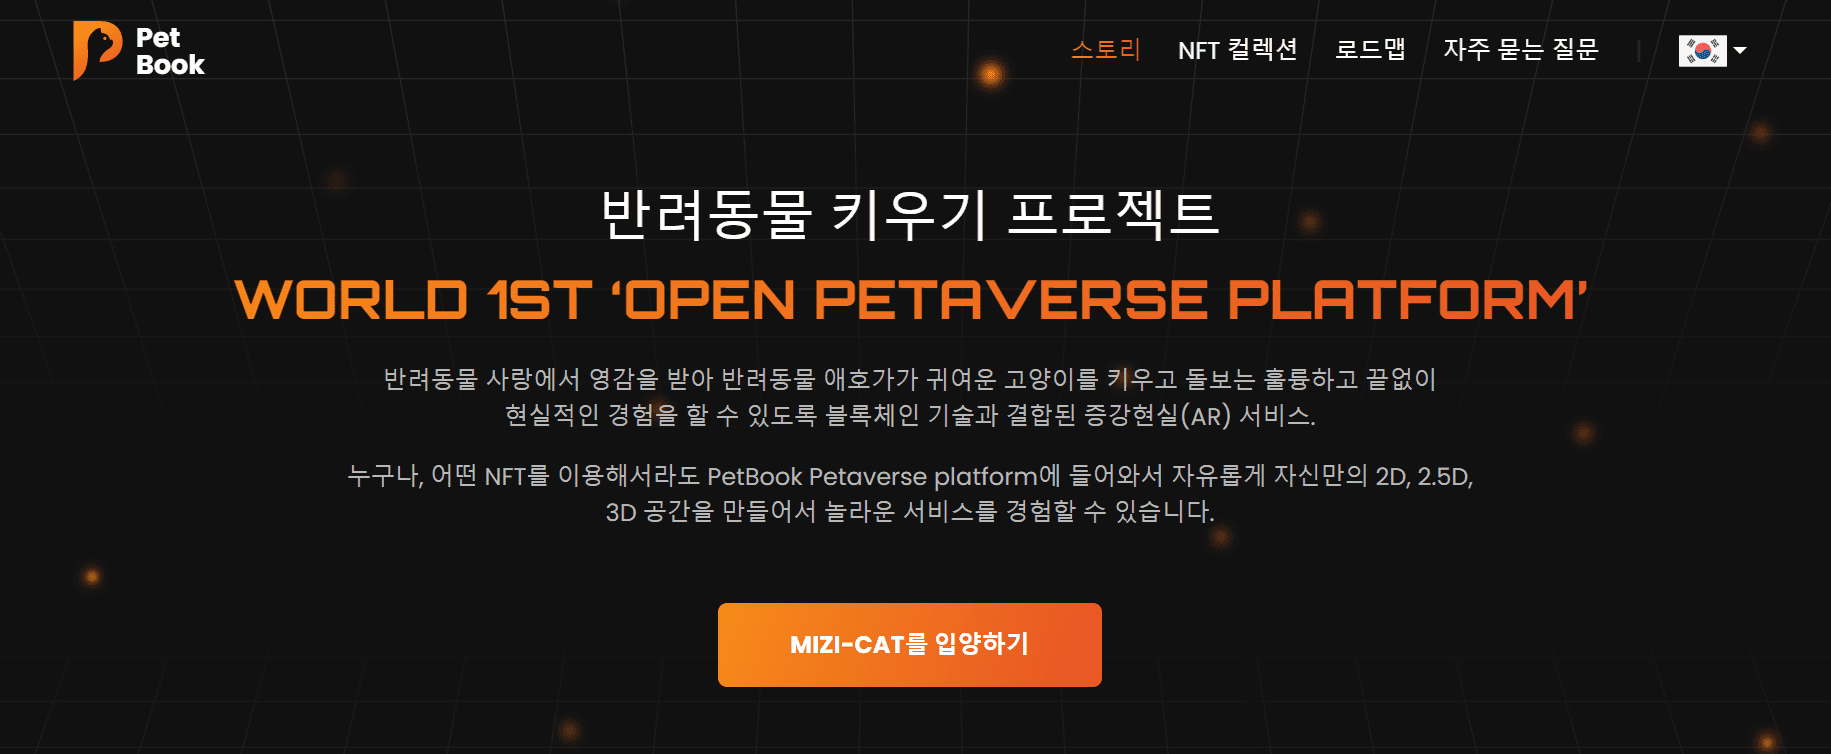 Pet
Book
스토리 NFT 컬렉션 로드맵 자주 묻는 질문
반려동물 키우기 프로젝트
WORLD 1ST ‘OPEN PETAVERSE PLATFORM’
반려동물 사랑에서 영감을 받아 반려동물 애호가가 귀여운 고양이를 키우고 돌보는 훌륭하고 끝없이
현실적인 경험을 할 수 있도록 블록체인 기술과 결합된 증강현실(AR) 서비스.
누구나, 어떤 NFT를 이용해서라도 PetBook Petaverse platform에 들어와서 자유롭게 자신만의 2D, 2.5D,
3D 공간을 만들어서 놀라운 서비스를 경험할 수 있습니다.
MIZI-CAT를 입양하기